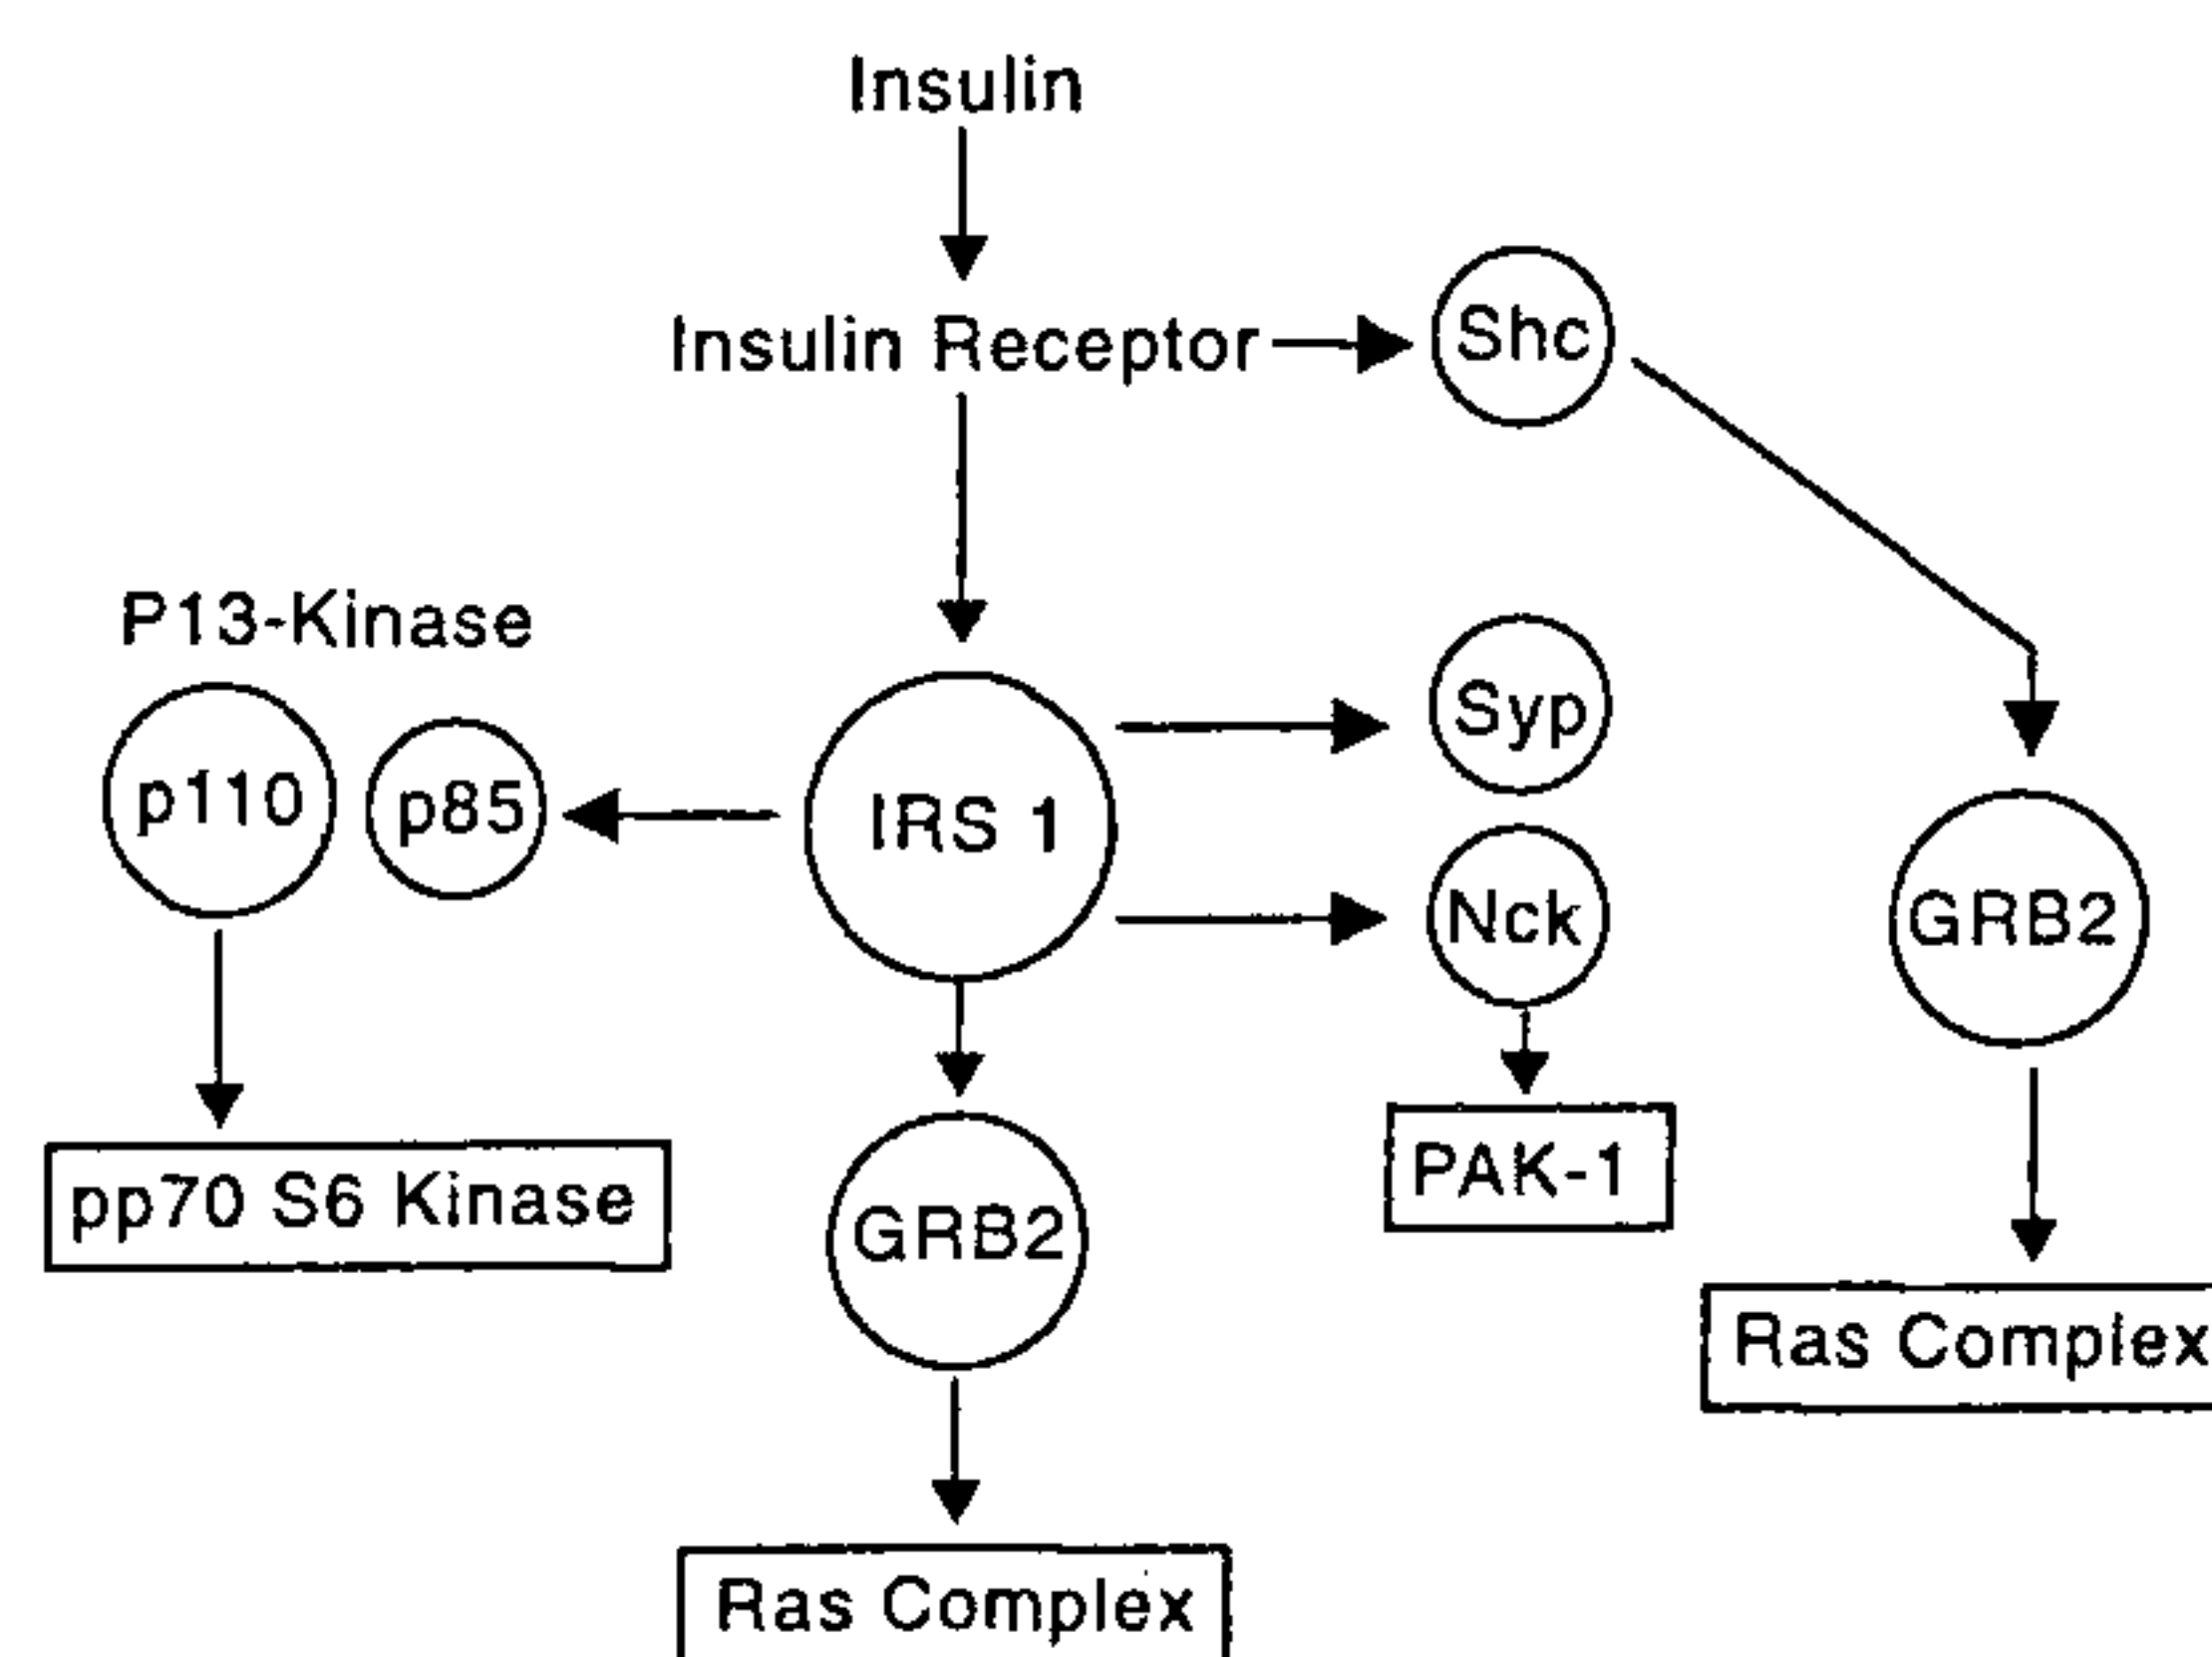 Insulin
Insulin Receptor
Shc
P13-Kinase
p110
p85
IRS 1
Syp
Nck
GRB2
pp70 S6 Kinase
GRB2
PAK-1
Ras Complex
Ras Complex